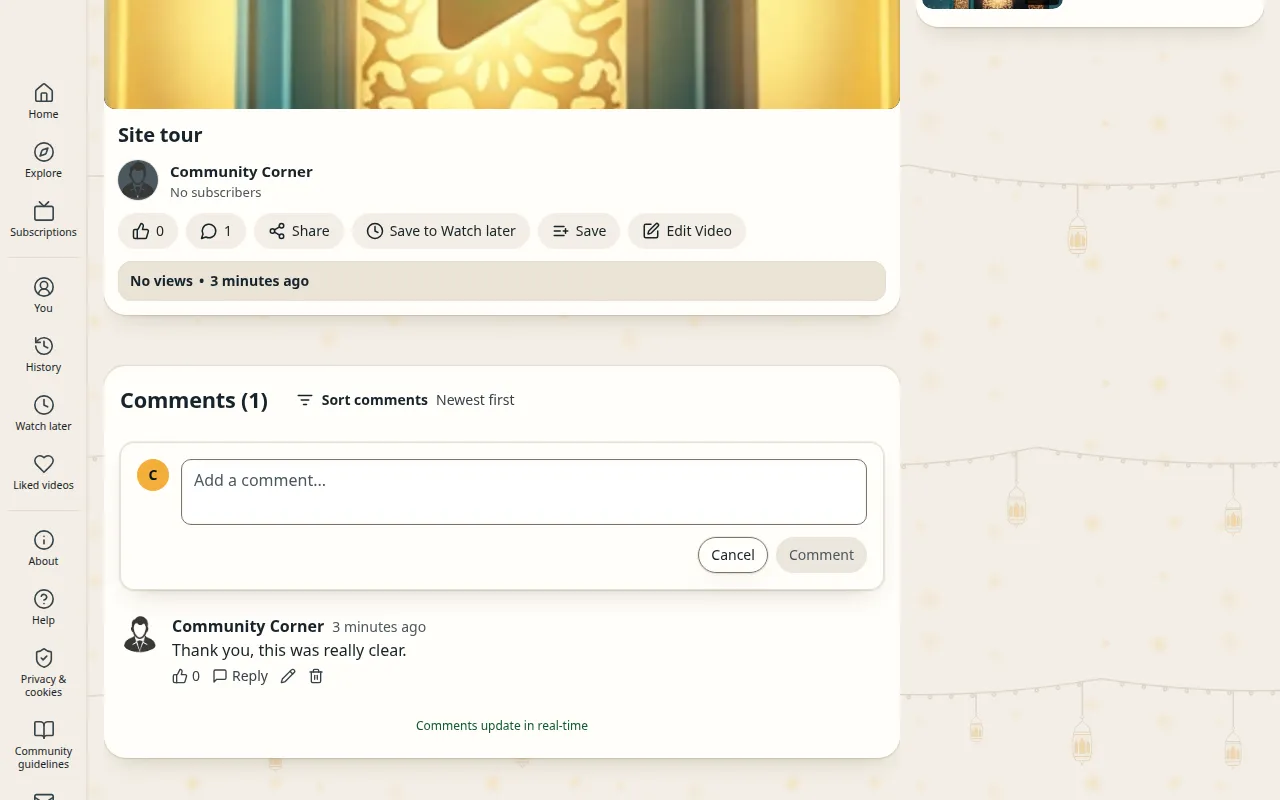 Home
Explore
Subscriptions
You
History
Watch later
Liked videos
About
Help
Privacy &
cookies
Community
guidelines
Site tour
Community Corner
No subscribers
0
1
Share
Save to Watch later
Save
Edit Video
No views • 3 minutes ago
Comments (1)
Sort comments Newest first
C
Add a comment...
Cancel
Comment
Community Corner 3 minutes ago
Thank you, this was really clear.
0 Reply
Comments update in real-time